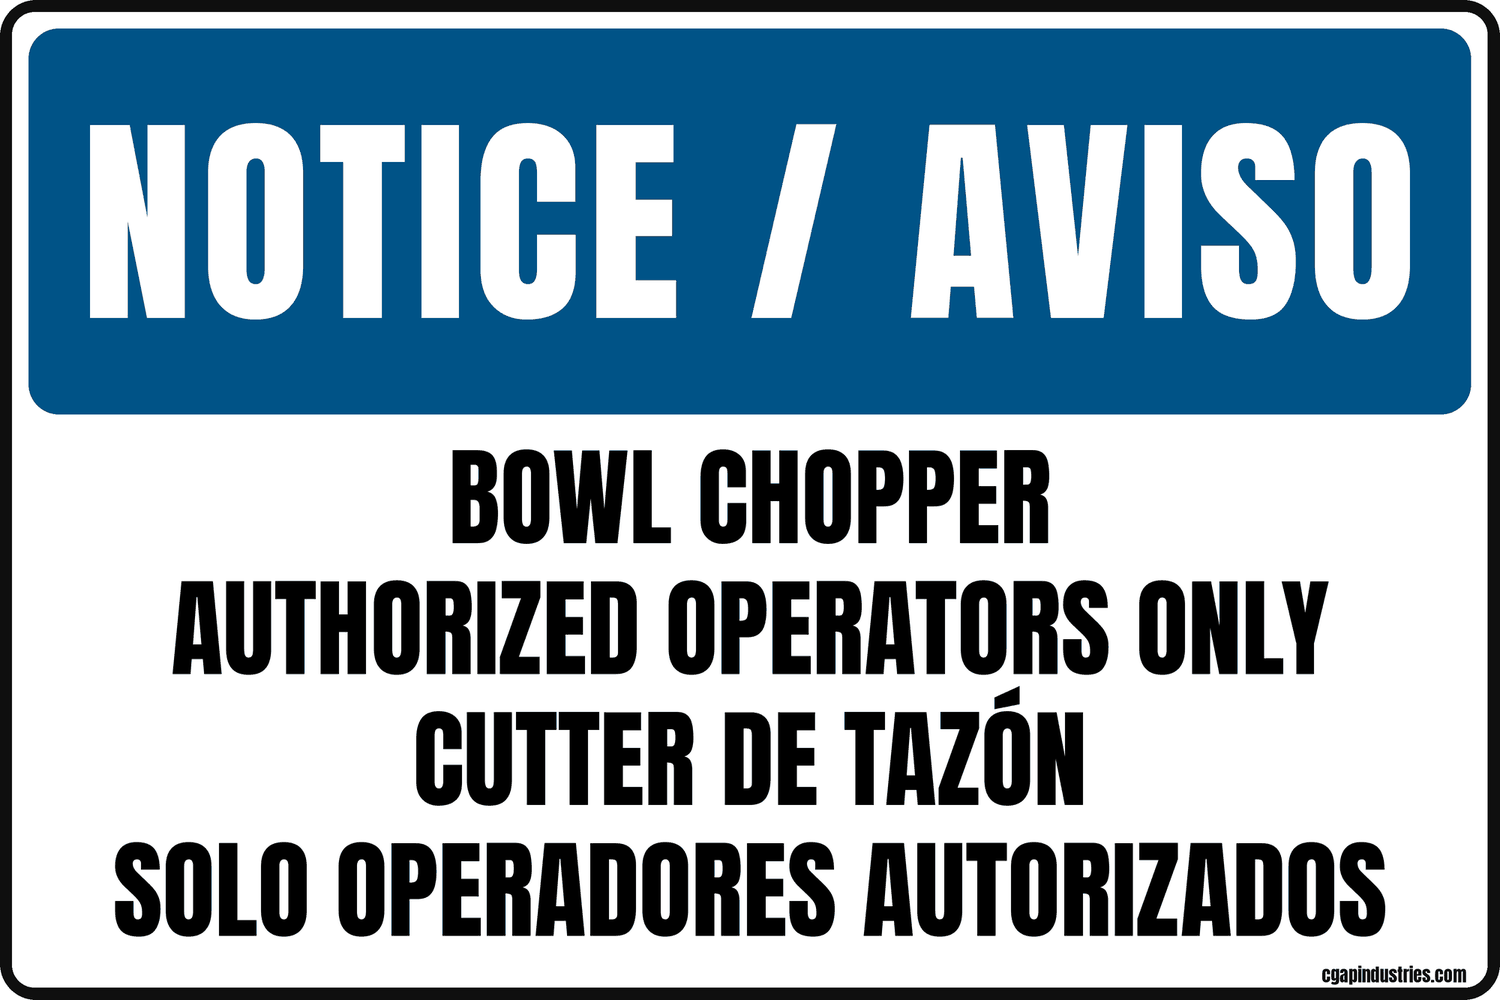 NOTICE / AVISO
BOWL CHOPPER
AUTHORIZED OPERATORS ONLY
CUTTER DE TAZÓN
SOLO OPERADORES AUTORIZADOS
cgapindustries.com